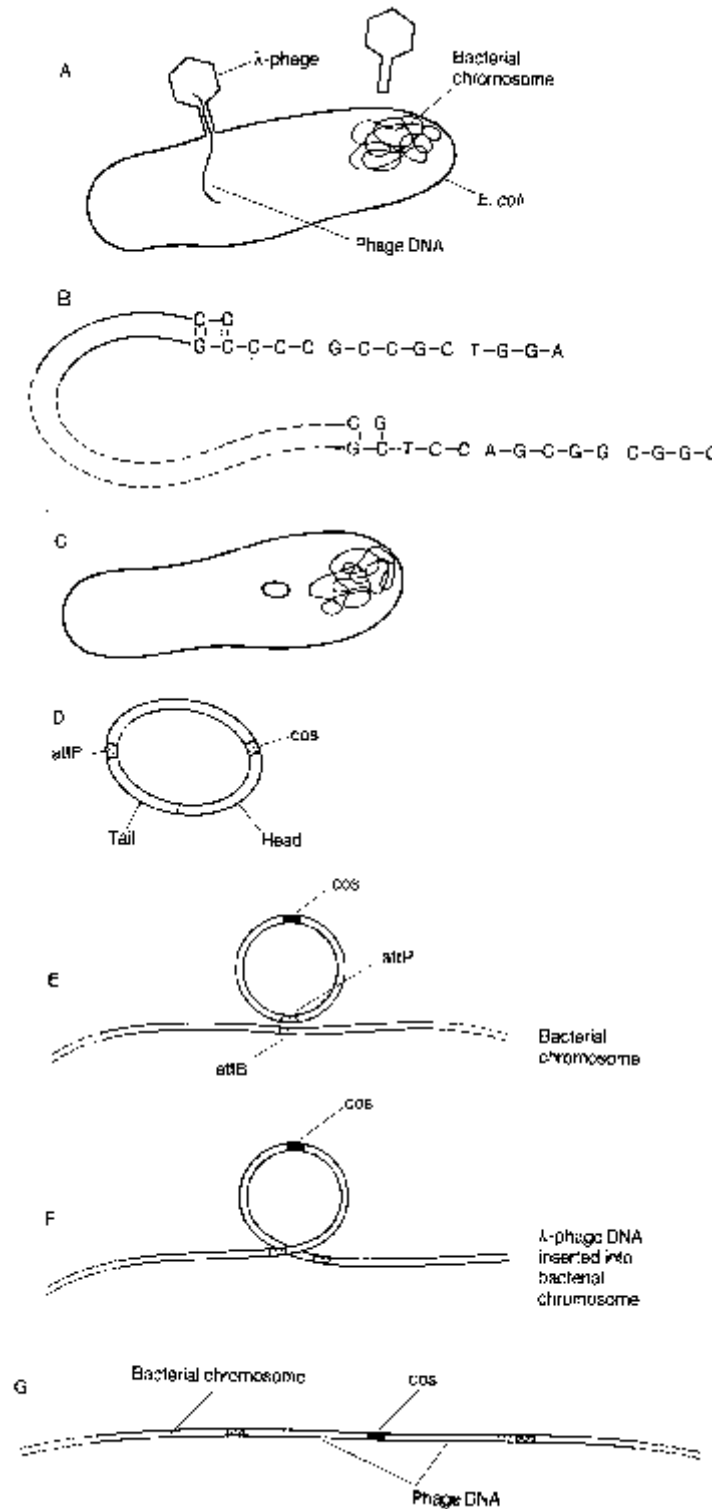 A
λ-phage
Bacterial
chromosome
E. coli
Phage DNA
B
C-C
G-C-C-C-C G-C-C-G-C T-G-G-A
C G
G-C-T-C-C A-G-C-G-G C-G-G-C
C
D
attP
cos
Tail
Head
cos
attP
E
attB
Bacterial
chromosome
cos
F
λ-phage DNA
inserted into
bacterial
chromosome
G
Bacterial chromosome
cos
Phage DNA